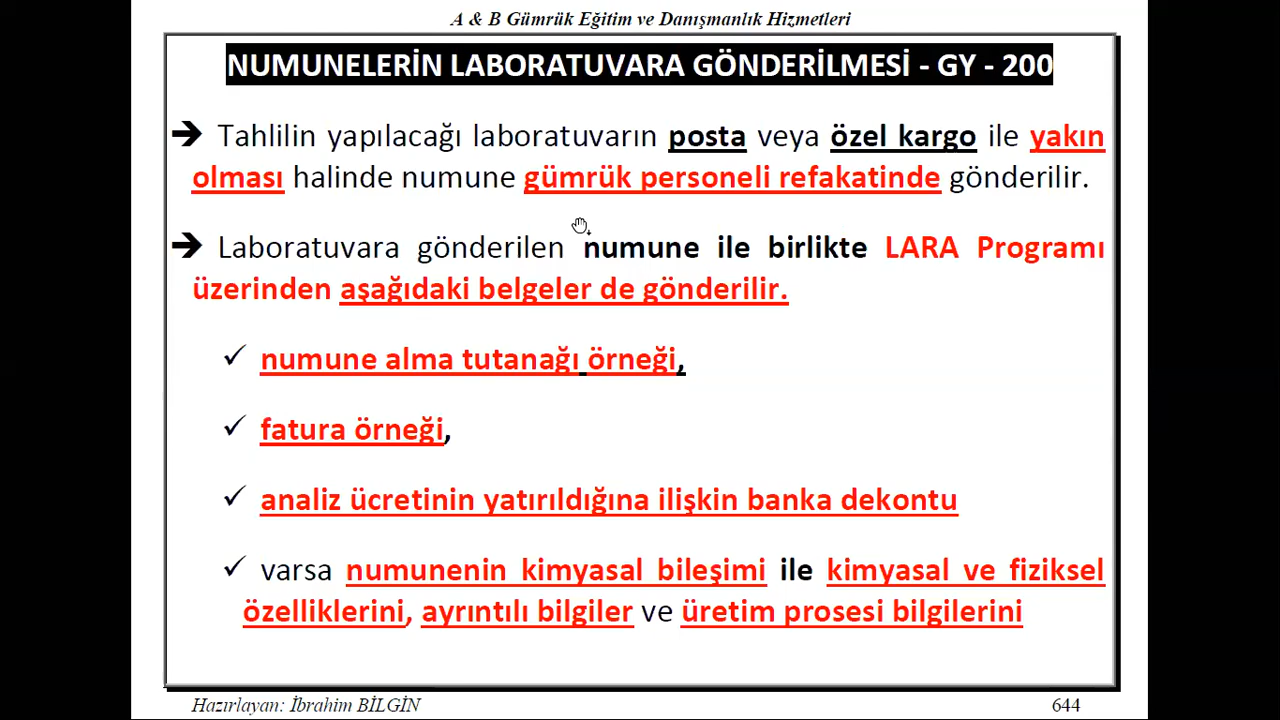 A & B Gümrük Eğitim ve Danışmanlık Hizmetleri
NUMUNELERİN LABORATUVARA GÖNDERİLMESİ - GY - 200
➔ Tahlilin yapılacağı laboratuvarın posta veya özel kargo ile yakın
olması halinde numune gümrük personeli refakatinde gönderilir.
➔ Laboratuvara gönderilen numune ile birlikte LARA Programı
üzerinden aşağıdaki belgeler de gönderilir.
✓ numune alma tutanağı örneği,
✓ fatura örneği,
✓ analiz ücretinin yatırıldığına ilişkin banka dekontu
✓ varsa numunenin kimyasal bileşimi ile kimyasal ve fiziksel
özelliklerini, ayrıntılı bilgiler ve üretim prosesi bilgilerini
Hazırlayan: İbrahim BİLGİN
644